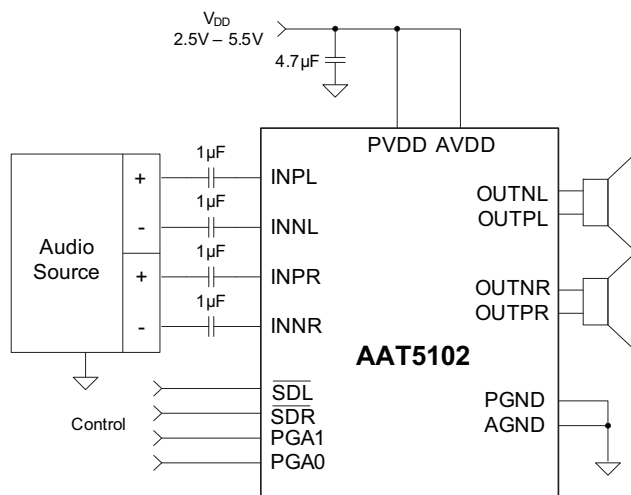 VDD
2.5V – 5.5V
4.7µF
PVDD AVDD
1µF
+ INPL
1µF
- INNL
Audio
Source
1µF
+ INPR
1µF
- INNR
OUTNL
OUTPL
OUTNR
OUTPR
AAT5102
Control
SDL
SDR
PGA1
PGA0
PGND
AGND